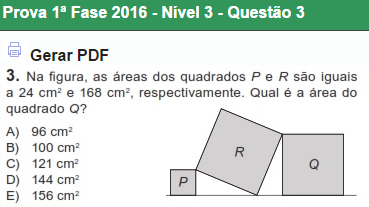 Prova 1ª Fase 2016 - Nível 3 - Questão 3
Gerar PDF
3. Na figura, as áreas dos quadrados P e R são iguais
a 24 cm² e 168 cm², respectivamente. Qual é a área do
quadrado Q?
A) 96 cm²
B) 100 cm²
C) 121 cm²
D) 144 cm²
E) 156 cm²
R
Q
P